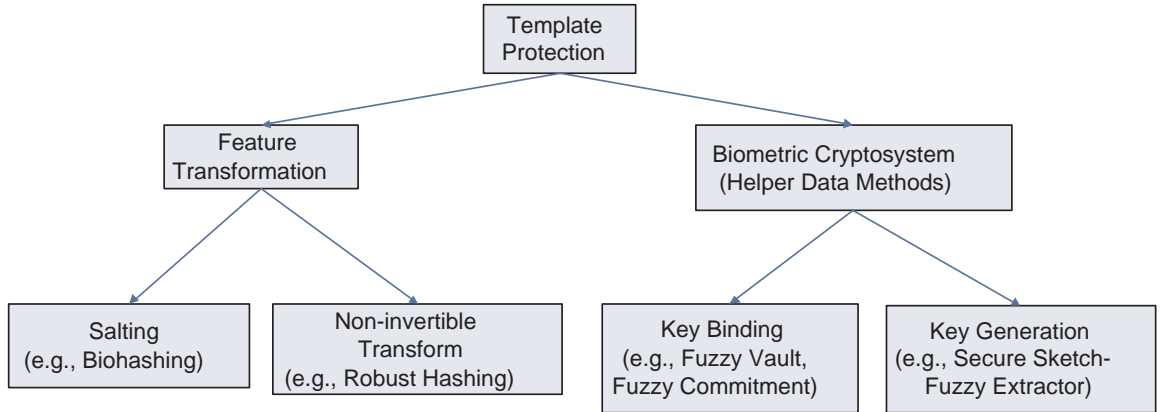 Template
Protection
Feature
Transformation
Biometric Cryptosystem
(Helper Data Methods)
Salting
(e.g., Biohashing)
Non-invertible
Transform
(e.g., Robust Hashing)
Key Binding
(e.g., Fuzzy Vault,
Fuzzy Commitment)
Key Generation
(e.g., Secure Sketch-
Fuzzy Extractor)